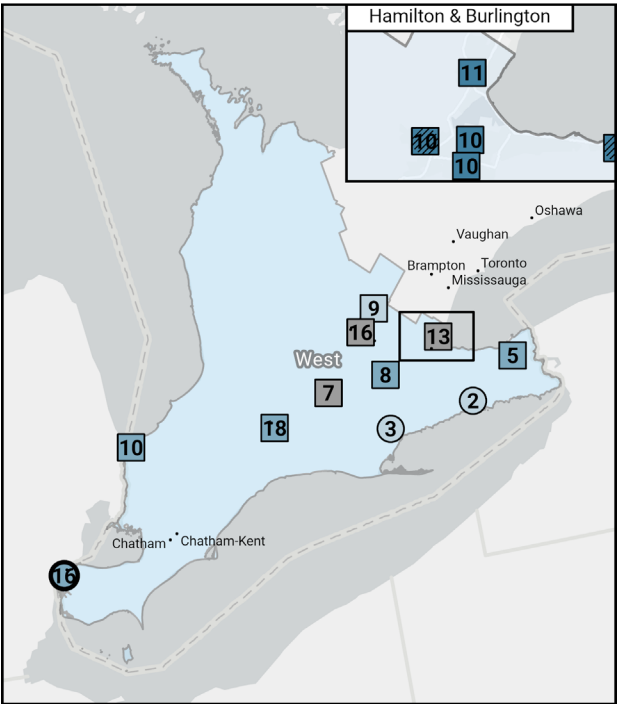 Hamilton & Burlington
11
10
10
10
Oshawa
Vaughan
Brampton
Toronto
Mississauga
9
16
13
West
5
8
7
2
18
3
10
Chatham
Chatham-Kent
16